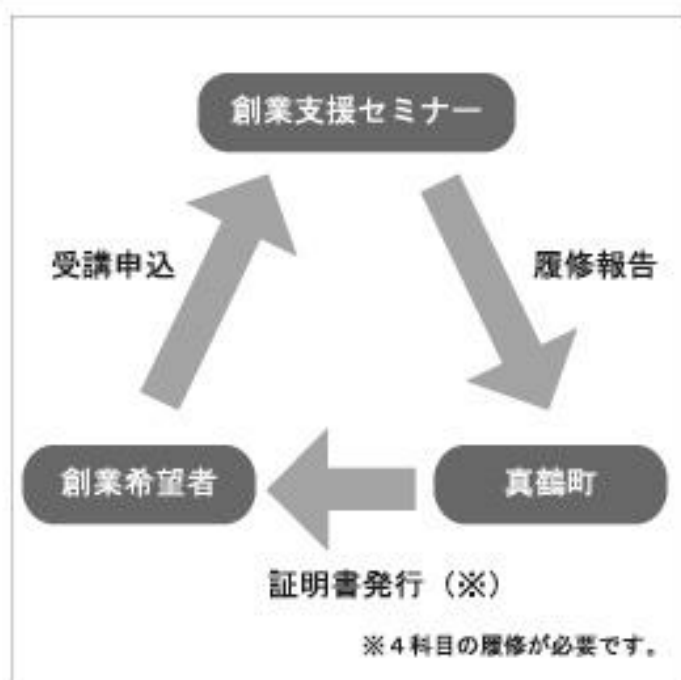 創業支援セミナー
受講申込
履修報告
創業希望者
真鶴町
証明書発行（※）
※４科目の履修が必要です。